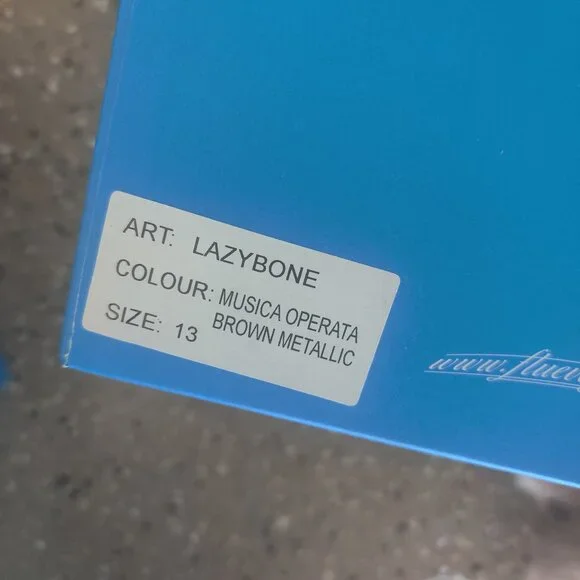 ART: LAZYBONE
COLOUR: MUSICA OPERATA
BROWN METALLIC
SIZE: 13